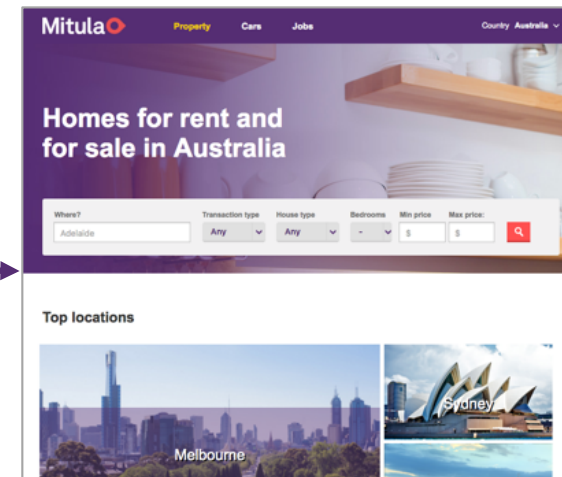 Mitula
Property Cars Jobs
Country Australia
Homes for rent and
for sale in Australia
Where? Transaction type House type Bedrooms Min price Max price:
Adelaide Any Any - $ $
Top locations
Melbourne
Sydney